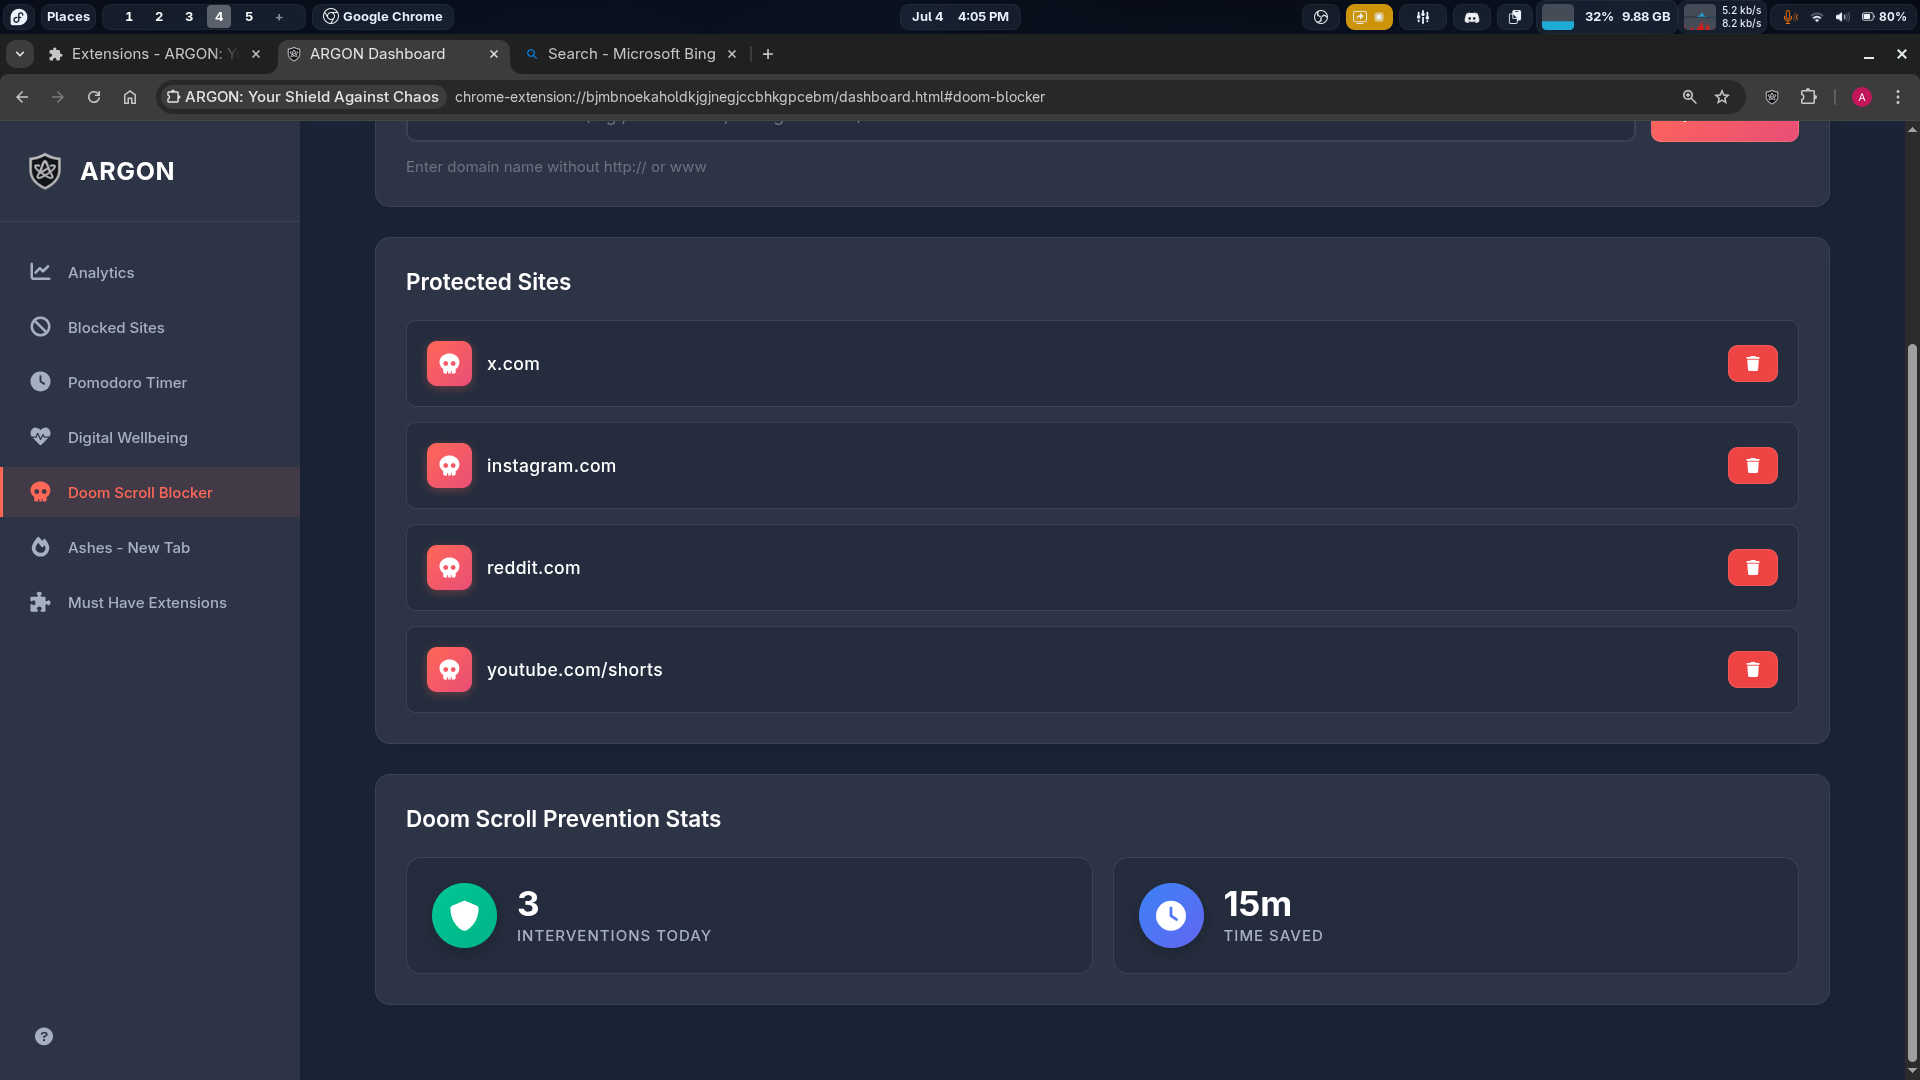 Places 1 2 3 4 5 + Google Chrome Jul 4 4:05 PM 32% 9.88 GB 5.2 kb/s 8.2 kb/s 80%
Extensions - ARGON: Y
ARGON Dashboard
Search - Microsoft Bing
ARGON: Your Shield Against Chaos chrome-extension://bjmbnoekaholdkjgjnegjccbhkgpcebm/dashboard.html#doom-blocker A
ARGON
Analytics
Blocked Sites
Pomodoro Timer
Digital Wellbeing
Doom Scroll Blocker
Ashes - New Tab
Must Have Extensions
?
Enter domain name without http:// or www
Protected Sites
x.com
instagram.com
reddit.com
youtube.com/shorts
Doom Scroll Prevention Stats
3
INTERVENTIONS TODAY
15m
TIME SAVED